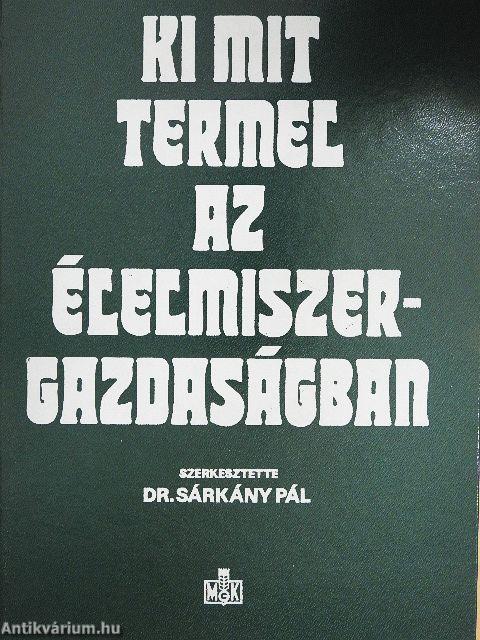 KI MIT
TERMEL
AZ
ÉLELMISZER-
GAZDASÁGBAN
SZERKESZTETTE
DR. SÁRKÁNY PÁL
MGK
Antikvárium.hu